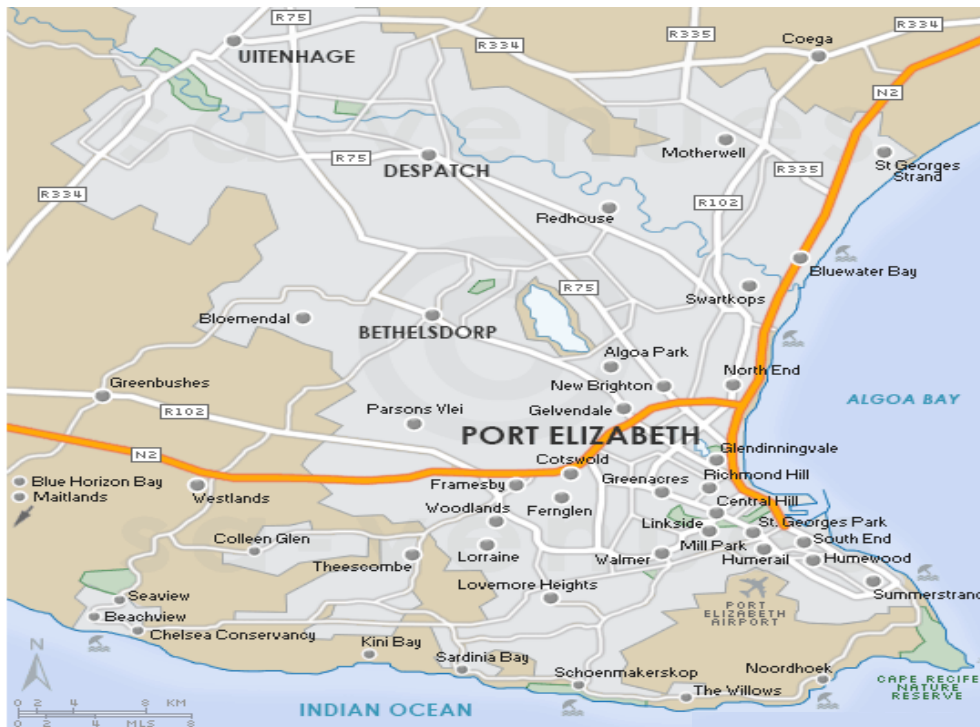 R75
R334
R335
R334
Coega
UITENHAGE
N2
sa-venues
Motherwell
St Georges
Strand
R75
DESPATCH
R335
R334
R102
Redhouse
Bluewater Bay
R75
Swartkops
Bloemendal
BETHELSDORP
©
Algoa Park
North End
Greenbushes
New Brighton
ALGOA BAY
R102
Parsons Vlei
Gelvendale
PORT ELIZABETH
Glendinningvale
N2
Cotswold
Richmond Hill
Blue Horizon Bay
Westlands
Framesby
Greenacres
Maitlands
Central Hill
Woodlands
Fernglen
Linkside
St. Georges Park
Colleen Glen
South End
Theescombe
Lorraine
Walmer
Mill Park
Humerail
Humewood
Lovemore Heights
Summerstrand
Seaview
PORT
ELIZABETH
AIRPORT
Beachview
Chelsea Conservancy
Kini Bay
N
Sardinia Bay
Schoenmakerskop
Noordhoek
The Willows
CAPE RECIFE
NATURE
RESERVE
0 2 4 8 KM
0 2 4 8
MLS
INDIAN OCEAN